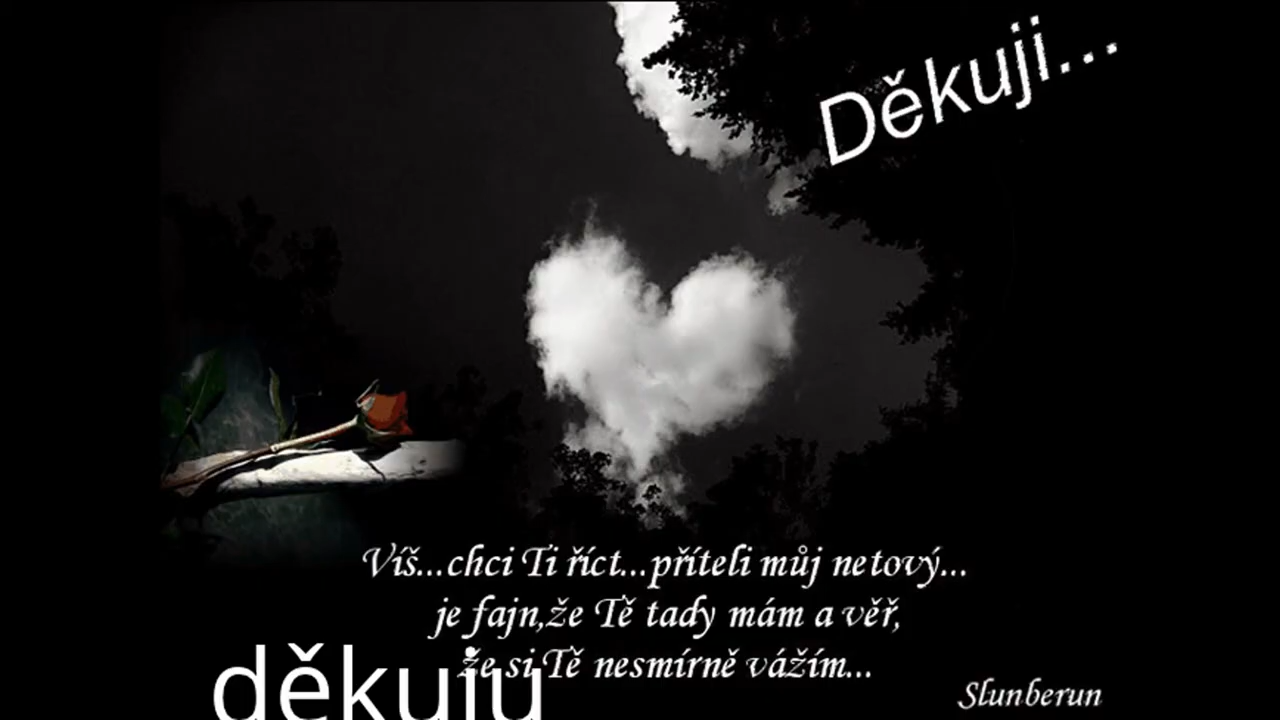 Děkuji...
Víš...chci Ti říct...příteli můj netový...
je fajn,že Tě tady mám a věř,
že si Tě nesmírně vážím...
děkuju
Slunberun